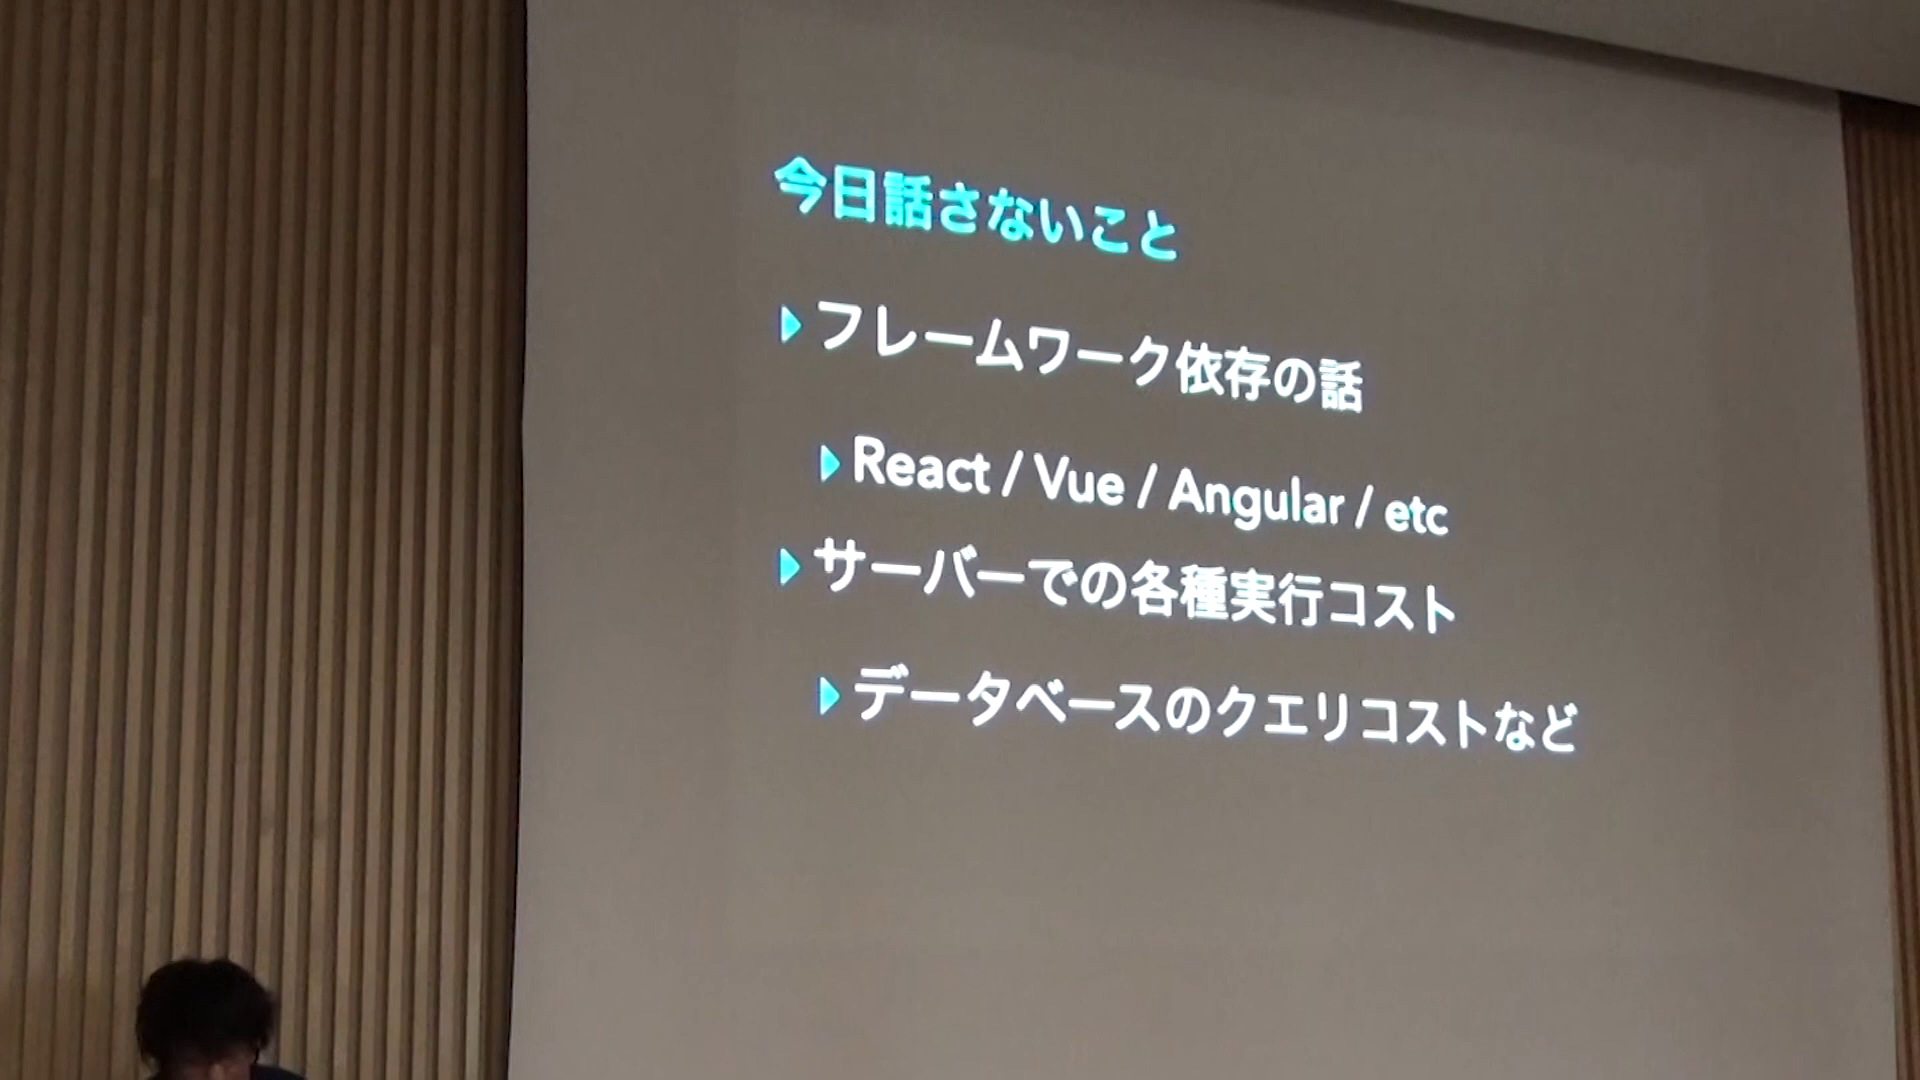 今日話さないこと
フレームワーク依存の話
React / Vue / Angular / etc
サーバーでの各種実行コスト
データベースのクエリコストなど